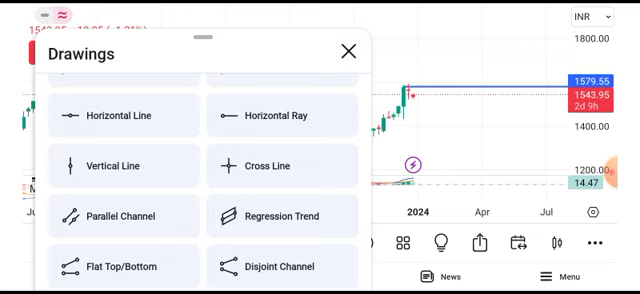 INR
1800.00
Drawings
1579.55
1543.95
2d 9h
Horizontal Line
Horizontal Ray
1400.00
Vertical Line
Cross Line
1200.00
14.47
Parallel Channel
Regression Trend
2024
Apr
Jul
Flat Top/Bottom
Disjoint Channel
News
Menu